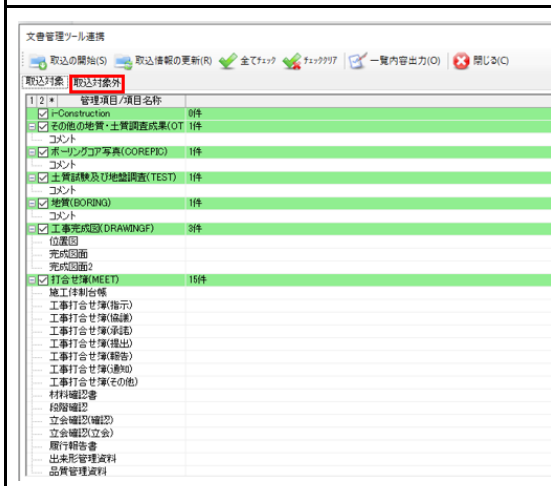 文書管理ツール連携
取込の開始(S) 取込情報の更新(R) 全てチェック チェッククリア 一覧内容出力(O) 閉じる(C)
取込対象 取込対象外
1 2 * 管理項目/項目名称
i-Construction 0件
その他の地質・土質調査成果(OT 1件
コメント
ボーリングコア写真(COREPIC) 1件
コメント
土質試験及び地盤調査(TEST) 1件
コメント
地質(BORING) 1件
コメント
工事完成図(DRAWINGF) 3件
位置図
完成図面
完成図面2
打合せ簿(MEET) 15件
施工体制台帳
工事打合せ簿(指示)
工事打合せ簿(協議)
工事打合せ簿(承諾)
工事打合せ簿(提出)
工事打合せ簿(報告)
工事打合せ簿(通知)
工事打合せ簿(その他)
材料確認書
段階確認
立会確認(確認)
立会確認(立会)
履行報告書
出来形管理資料
品質管理資料